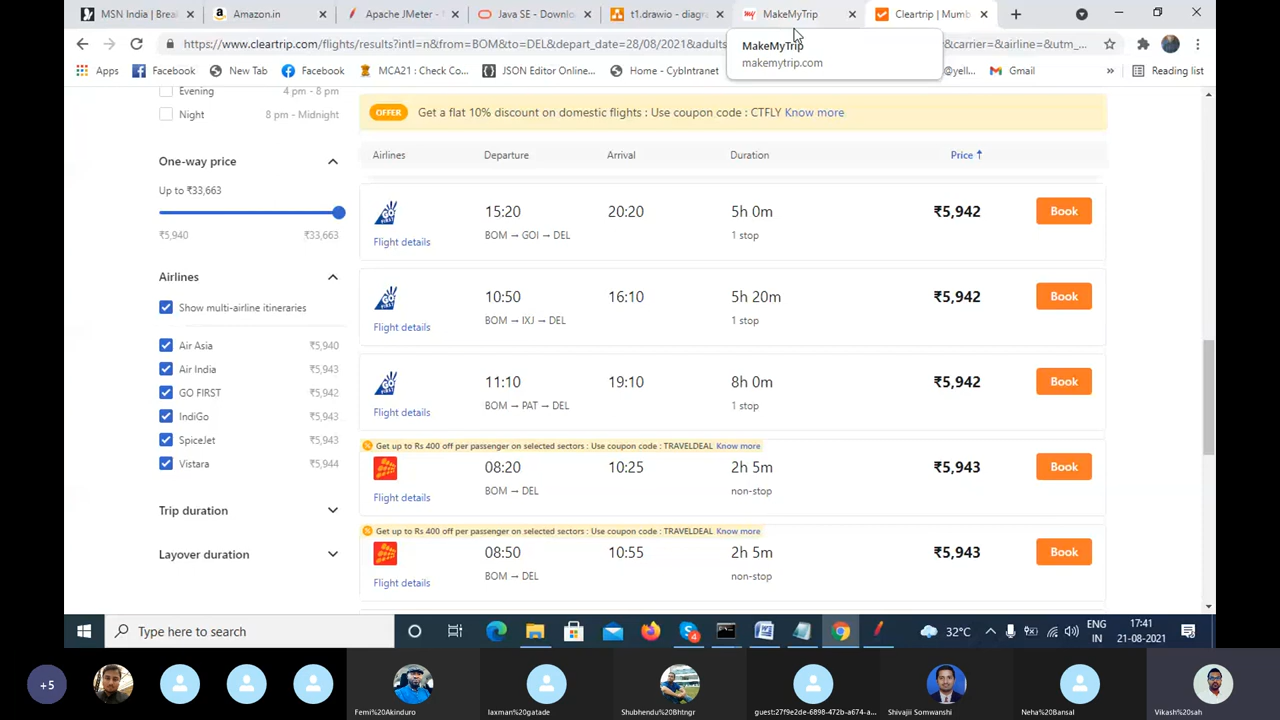 MSN India | Break
Amazon.in
Apache JMeter -
Java SE - Downlo
t1.drawio - diagra
MakeMyTrip
Cleartrip | Mumb
https://www.cleartrip.com/flights/results?intl=n&from=BOM&to=DEL&depart_date=28/08/2021&adults
&carrier=&airline=&utm_...
MakeMyTrip
makemytrip.com
Apps
Facebook
New Tab
Facebook
MCA21 : Check Co...
JSON Editor Online...
Home - CybIntranet
@yell...
Gmail
Reading list
Evening 4 pm - 8 pm
Night 8 pm - Midnight
One-way price
Up to ₹33,663
₹5,940 ₹33,663
Airlines
Show multi-airline itineraries
Air Asia ₹5,940
Air India ₹5,943
GO FIRST ₹5,942
IndiGo ₹5,943
SpiceJet ₹5,943
Vistara ₹5,944
Trip duration
Layover duration
OFFER Get a flat 10% discount on domestic flights : Use coupon code : CTFLY Know more
Airlines Departure Arrival Duration Price
GO 15:20 20:20 5h 0m ₹5,942 Book
Flight details BOM → GOI → DEL 1 stop
GO 10:50 16:10 5h 20m ₹5,942 Book
Flight details BOM → IXJ → DEL 1 stop
GO 11:10 19:10 8h 0m ₹5,942 Book
Flight details BOM → PAT → DEL 1 stop
Get up to Rs 400 off per passenger on selected sectors : Use coupon code : TRAVELDEAL Know more
08:20 10:25 2h 5m ₹5,943 Book
Flight details BOM → DEL non-stop
Get up to Rs 400 off per passenger on selected sectors : Use coupon code : TRAVELDEAL Know more
08:50 10:55 2h 5m ₹5,943 Book
Flight details BOM → DEL non-stop
Type here to search
4
32°C
ENG
IN
17:41
21-08-2021
+5
Femi%20Akinduro
laxman%20gatade
Shubhendu%20Bhtngr
guest:27f9e2de-6898-472b-a674-a...
Shivajii Somwanshi
Neha%20Bansal
Vikash%20sah